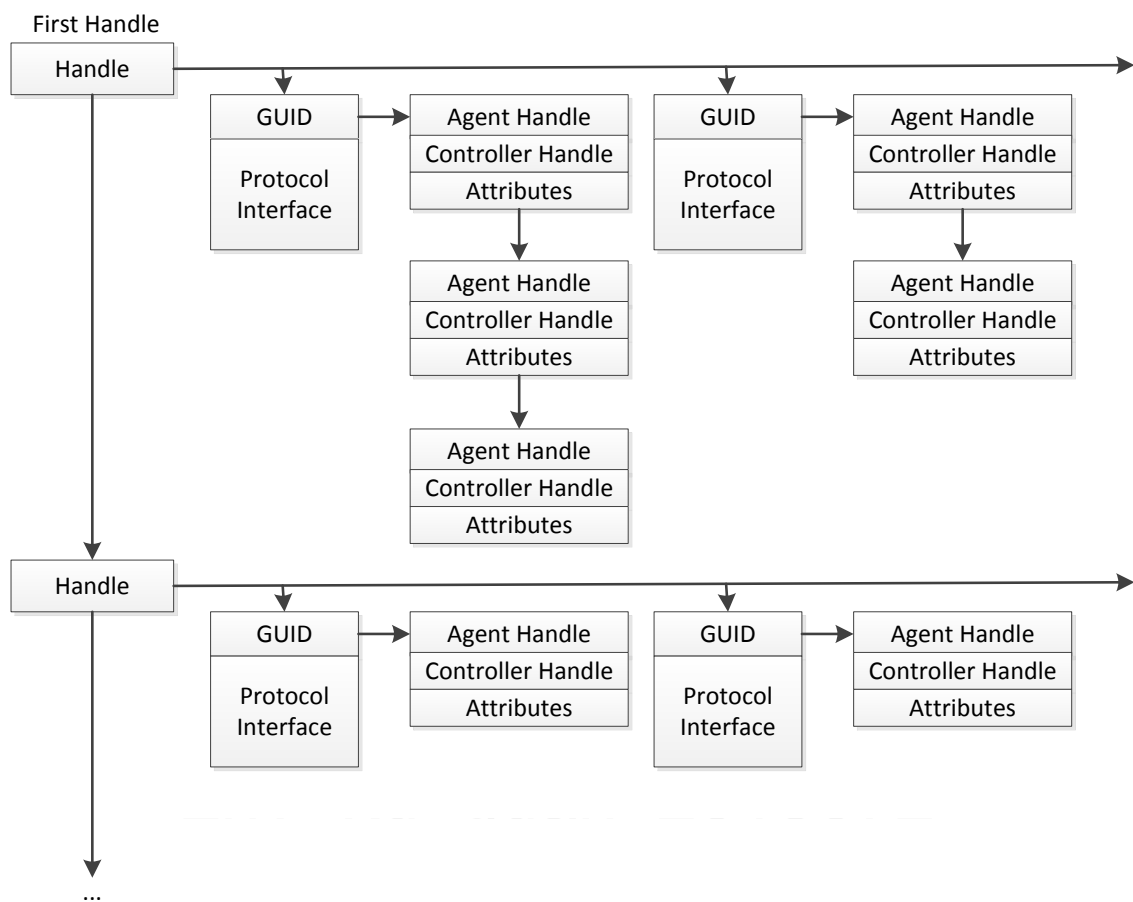 First Handle
Handle
GUID
Agent Handle
GUID
Agent Handle
Controller Handle
Controller Handle
Protocol
Interface
Attributes
Protocol
Interface
Attributes
Agent Handle
Agent Handle
Controller Handle
Controller Handle
Attributes
Attributes
Agent Handle
Controller Handle
Attributes
Handle
GUID
Agent Handle
GUID
Agent Handle
Controller Handle
Controller Handle
Protocol
Interface
Attributes
Protocol
Interface
Attributes
...